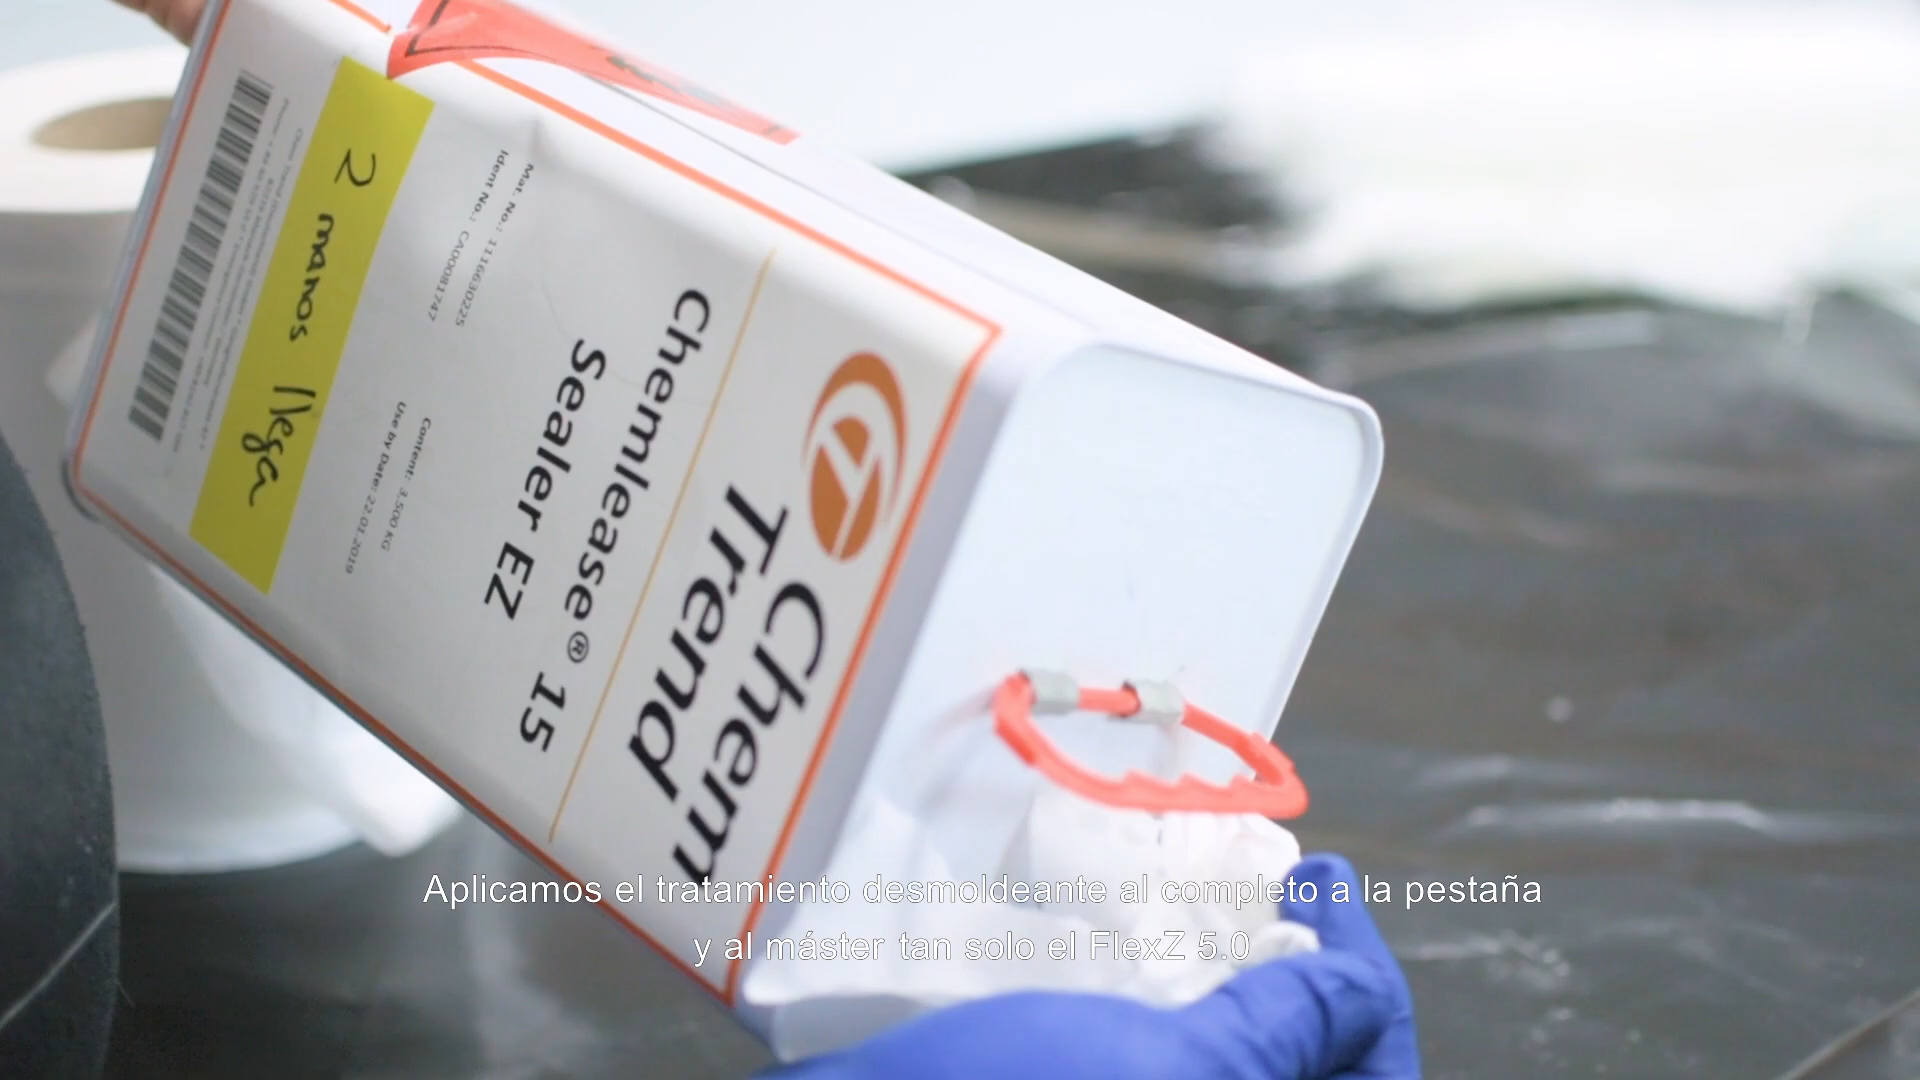 Chem
Trend
Chemlease® 15
Sealer EZ
Mat. No.: 1116630225
Ident No.: CA00081747
Content: 3,500 KG
Use by Date: 22.01.2019
2 manos llega
Aplicamos el tratamiento desmoldeante al completo a la pestaña
y al máster tan solo el FlexZ 5.0